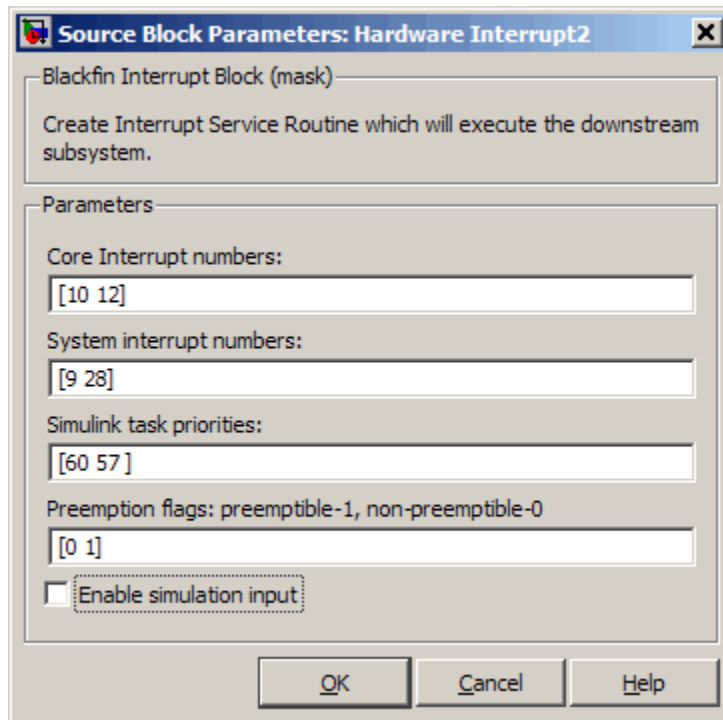 Source Block Parameters: Hardware Interrupt2
Blackfin Interrupt Block (mask)
Create Interrupt Service Routine which will execute the downstream
subsystem.
Parameters
Core Interrupt numbers:
[10 12]
System interrupt numbers:
[9 28]
Simulink task priorities:
[60 57 ]
Preemption flags: preemptible-1, non-preemptible-0
[0 1]
Enable simulation input
OK Cancel Help